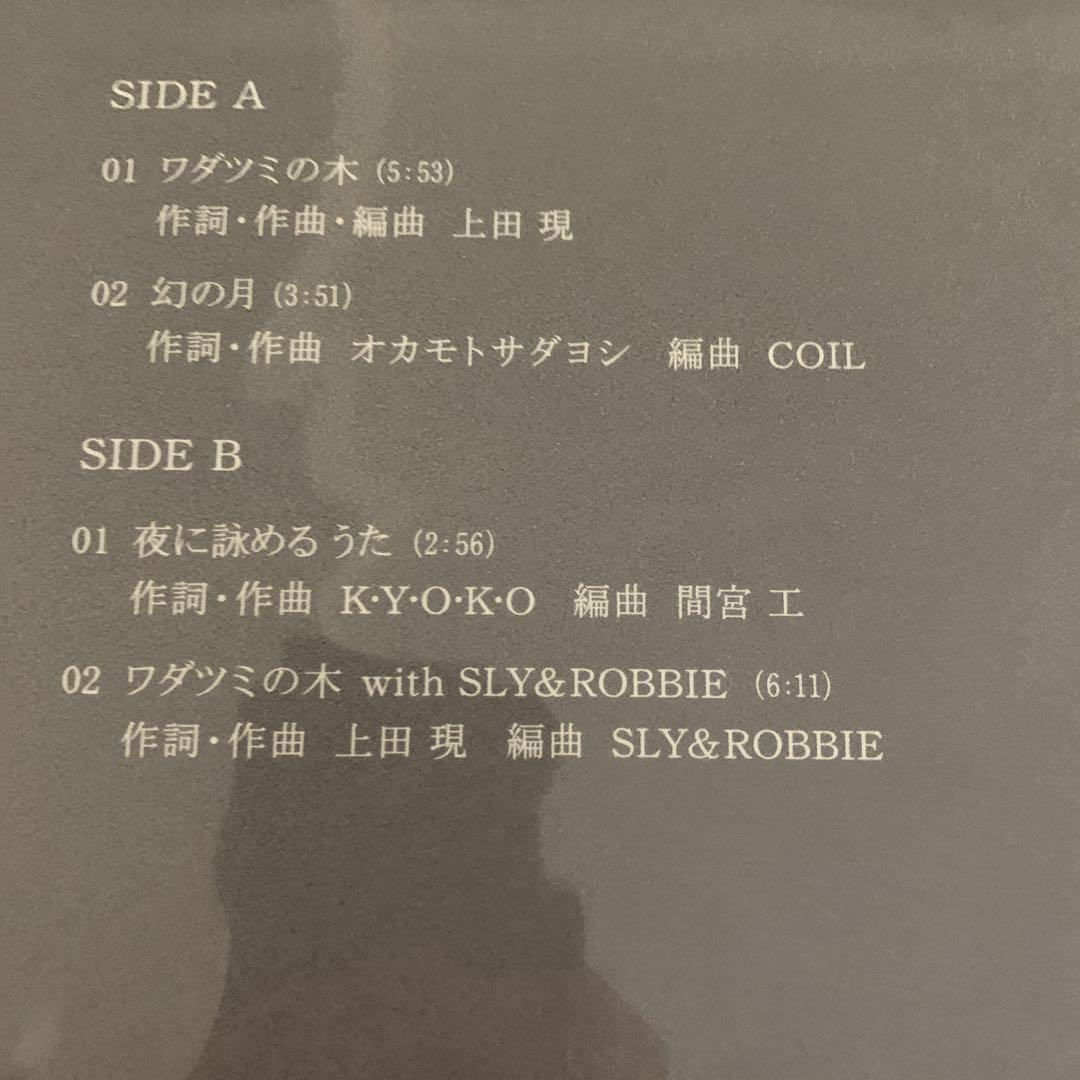 SIDE A
01 ワダツミの木 (5:53)
作詞・作曲・編曲 上田 現
02 幻の月 (3:51)
作詞・作曲 オカモトサダヨシ 編曲 COIL
SIDE B
01 夜に詠める うた (2:56)
作詞・作曲 K・Y・O・K・O 編曲 間宮 工
02 ワダツミの木 with SLY&ROBBIE (6:11)
作詞・作曲 上田 現 編曲 SLY&ROBBIE